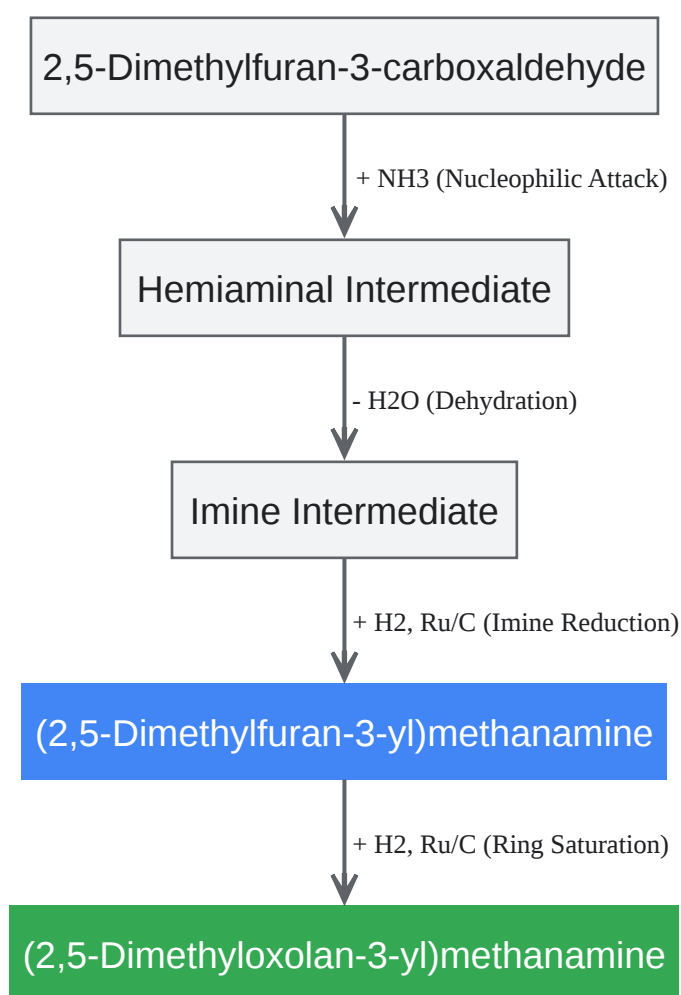 2,5-Dimethylfuran-3-carboxaldehyde
+ NH3 (Nucleophilic Attack)
Hemiaminal Intermediate
- H2O (Dehydration)
Imine Intermediate
+ H2, Ru/C (Imine Reduction)
(2,5-Dimethylfuran-3-yl)methanamine
+ H2, Ru/C (Ring Saturation)
(2,5-Dimethyloxolan-3-yl)methanamine